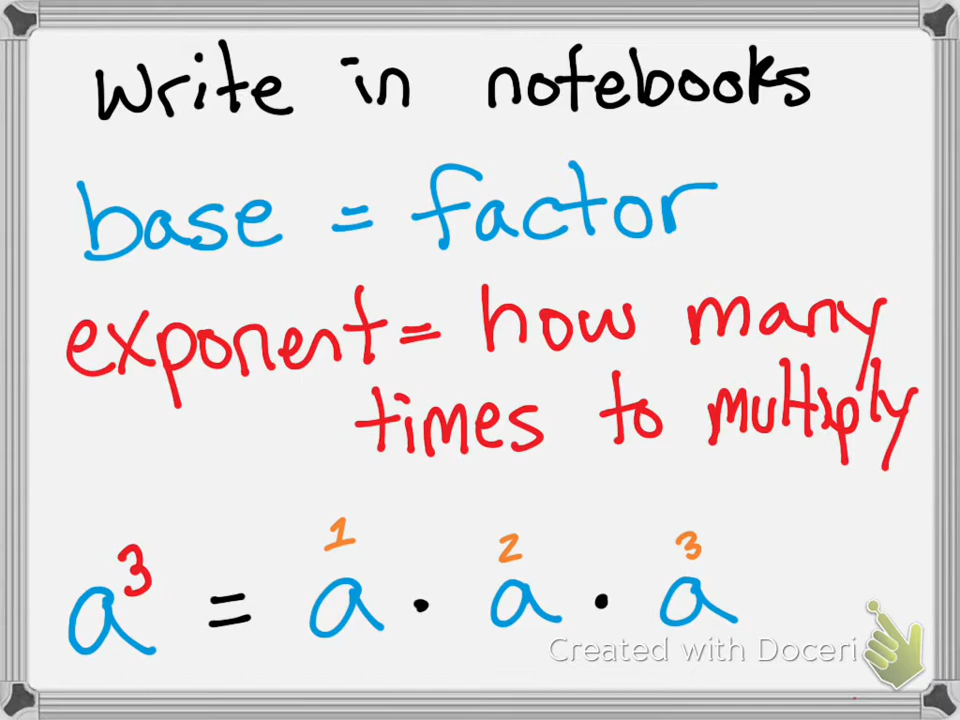 Write in notebooks
base = factor
exponent = how many
times to multiply
1 2 3
a³ = a · a · a
Created with Doceri